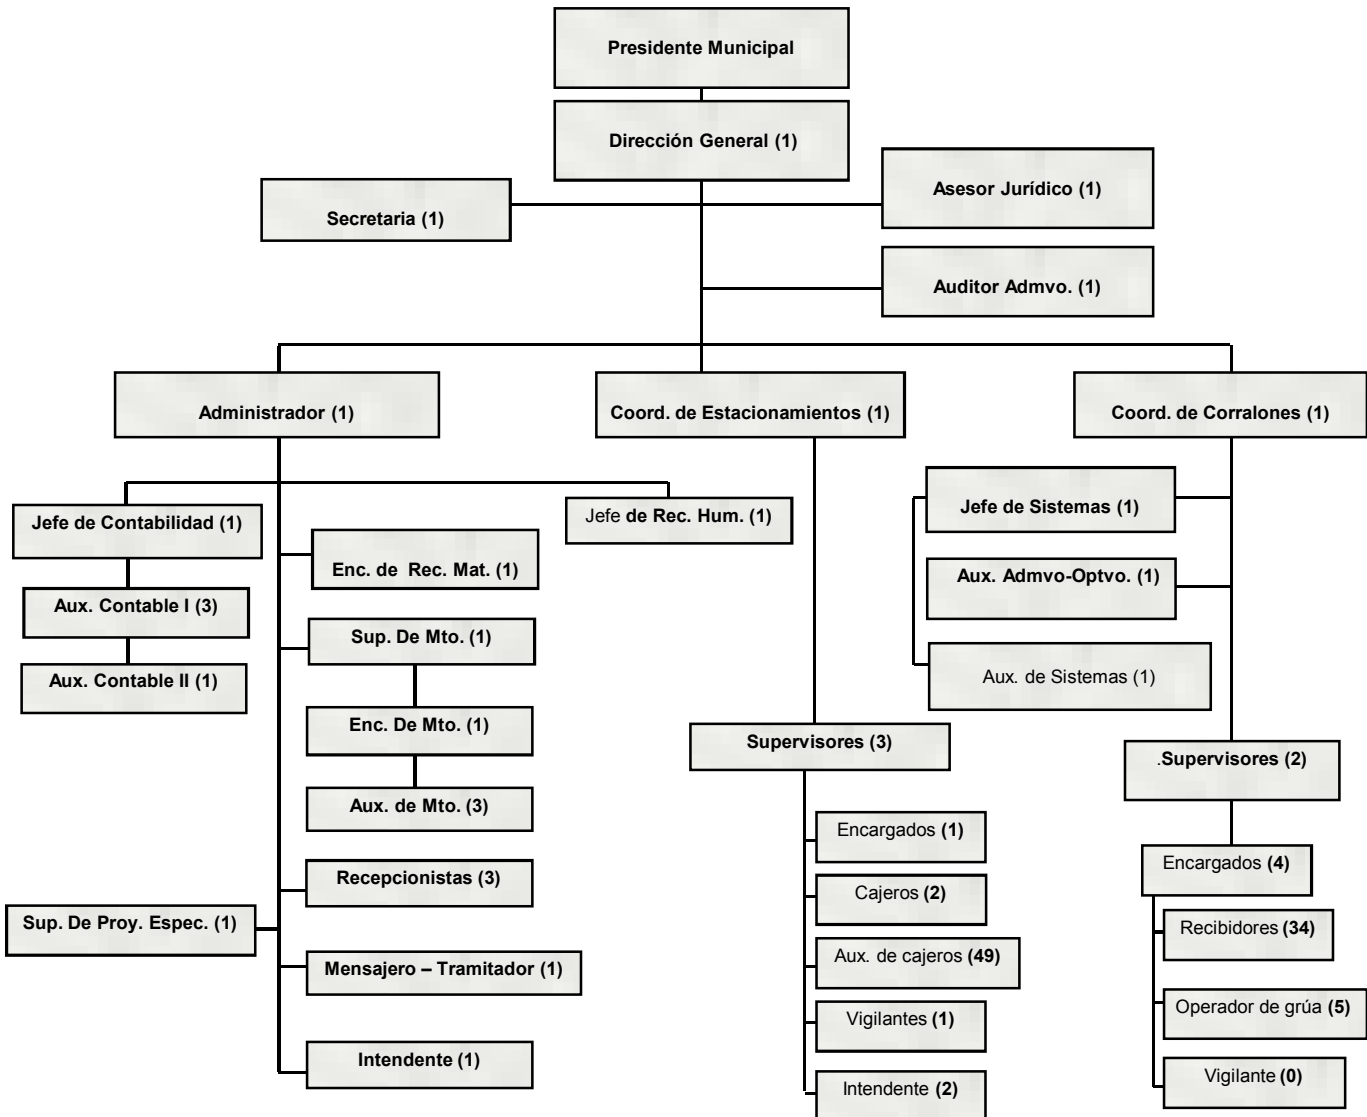 Presidente Municipal
Dirección General (1)
Asesor Jurídico (1)
Secretaria (1)
Auditor Admvo. (1)
Administrador (1)
Coord. de Estacionamientos (1)
Coord. de Corralones (1)
Jefe de Contabilidad (1)
Aux. Contable I (3)
Aux. Contable II (1)
Jefe de Rec. Hum. (1)
Enc. de Rec. Mat. (1)
Sup. De Mto. (1)
Enc. De Mto. (1)
Aux. de Mto. (3)
Recepcionistas (3)
Sup. De Proy. Espec. (1)
Mensajero – Tramitador (1)
Intendente (1)
Supervisores (3)
Encargados (1)
Cajeros (2)
Aux. de cajeros (49)
Vigilantes (1)
Intendente (2)
Jefe de Sistemas (1)
Aux. Admvo-Optvo. (1)
Aux. de Sistemas (1)
.Supervisores (2)
Encargados (4)
Recibidores (34)
Operador de grúa (5)
Vigilante (0)